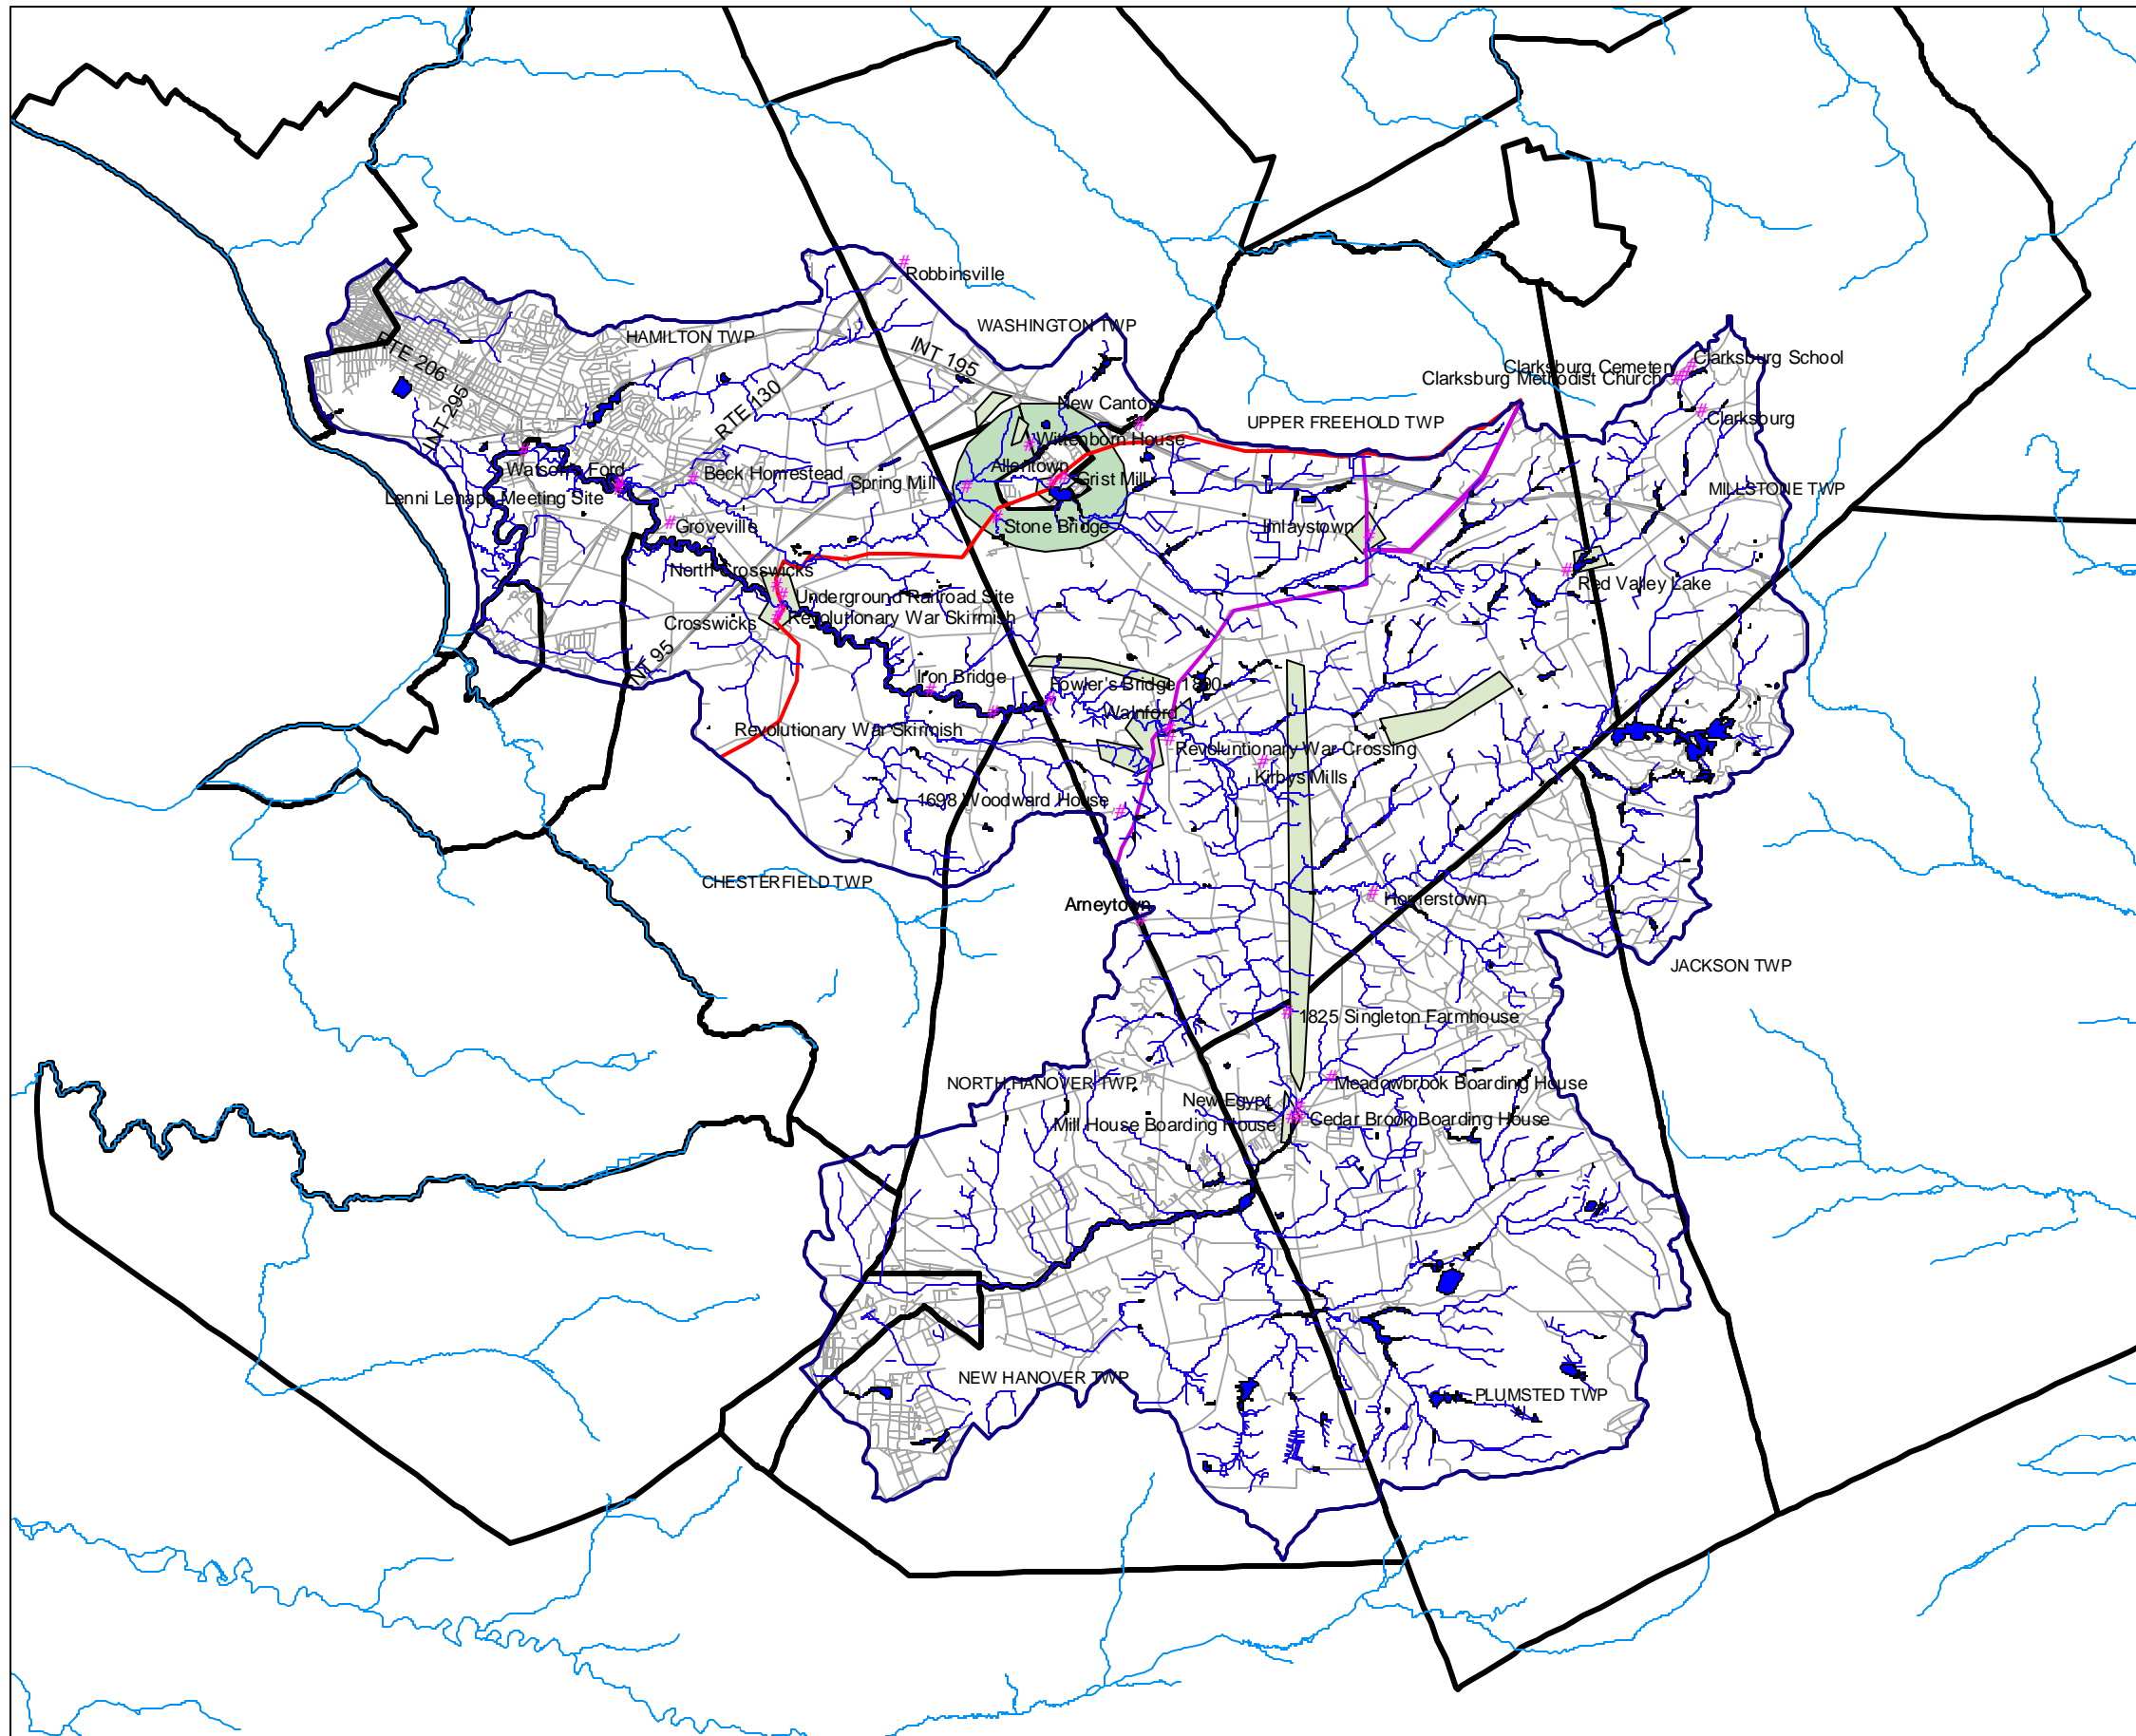 Robbinsville
WASHINGTON TWP
HAMILTON TWP
RTE 206
INT 195
Clarksburg School
Clarksburg Cemetery
Clarksburg Methodist Church
RTE 130
INT 295
New Canton
Clarksburg
UPPER FREEHOLD TWP
Wittenborn House
Watson's Ford
Beck Homestead
Allentown
Spring Mill
Grist Mill
MILLSTONE TWP
Lenni Lenape Meeting Site
Groveville
Stone Bridge
Imlaystown
North Crosswicks
Red Valley Lake
Underground Railroad Site
Crosswicks
Revolutionary War Skirmish
INT 95
Iron Bridge
Fowler's Bridge 1800
Walnford
Revolutionary War Skirmish
Revoluntionary War Crossing
Kirbys Mills
1698 Woodward House
CHESTERFIELD TWP
Hornerstown
Arneytown
JACKSON TWP
1825 Singleton Farmhouse
NORTH HANOVER TWP
Meadowbrook Boarding House
New Egypt
Cedar Brook Boarding House
Mill House Boarding House
NEW HANOVER TWP
PLUMSTED TWP